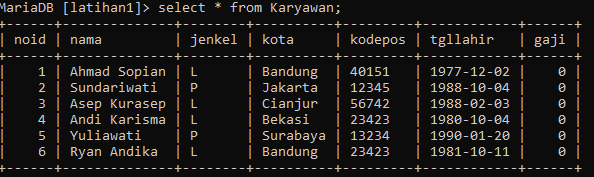 MariaDB [latihan1]> select * from Karyawan;
+------+--------------+--------+----------+---------+------------+------+
| noid | nama | jenkel | kota | kodepos | tgllahir | gaji |
+------+--------------+--------+----------+---------+------------+------+
| 1 | Ahmad Sopian | L | Bandung | 40151 | 1977-12-02 | 0 |
| 2 | Sundariwati | P | Jakarta | 12345 | 1988-10-04 | 0 |
| 3 | Asep Kurasep | L | Cianjur | 56742 | 1988-02-03 | 0 |
| 4 | Andi Karisma | L | Bekasi | 23423 | 1980-10-04 | 0 |
| 5 | Yuliawati | P | Surabaya | 13234 | 1990-01-20 | 0 |
| 6 | Ryan Andika | L | Bandung | 23423 | 1981-10-11 | 0 |
+------+--------------+--------+----------+---------+------------+------+